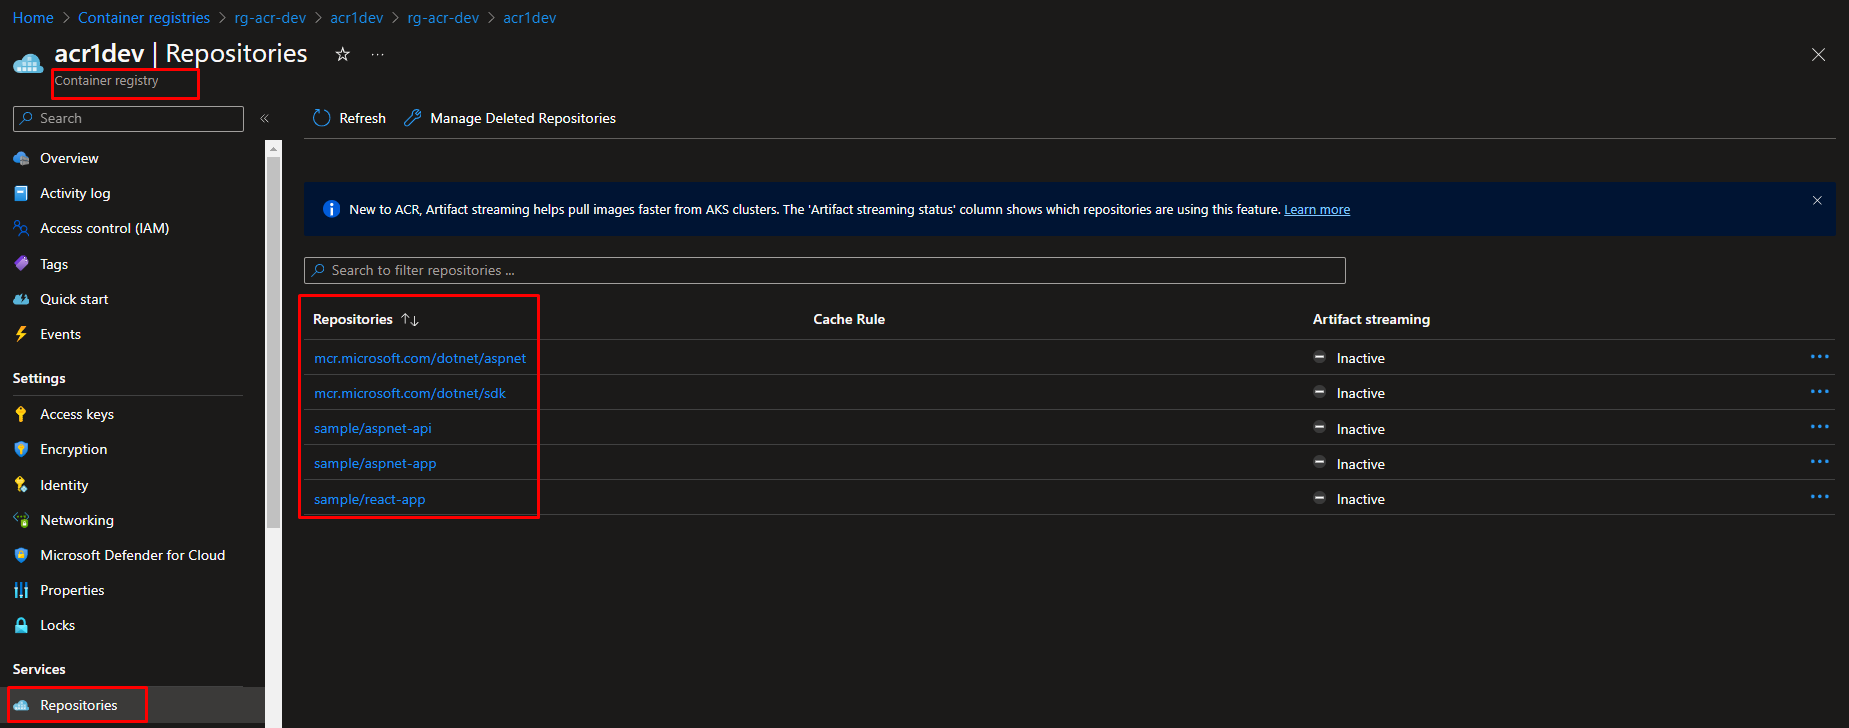 Home > Container registries > rg-acr-dev > acr1dev > rg-acr-dev > acr1dev
acr1dev | Repositories
Container registry
Search
Refresh
Manage Deleted Repositories
Overview
Activity log
Access control (IAM)
Tags
Quick start
Events
Settings
Access keys
Encryption
Identity
Networking
Microsoft Defender for Cloud
Properties
Locks
Services
Repositories
New to ACR, Artifact streaming helps pull images faster from AKS clusters. The 'Artifact streaming status' column shows which repositories are using this feature. Learn more
Search to filter repositories ...
Repositories Cache Rule Artifact streaming
mcr.microsoft.com/dotnet/aspnet Inactive
mcr.microsoft.com/dotnet/sdk Inactive
sample/aspnet-api Inactive
sample/aspnet-app Inactive
sample/react-app Inactive